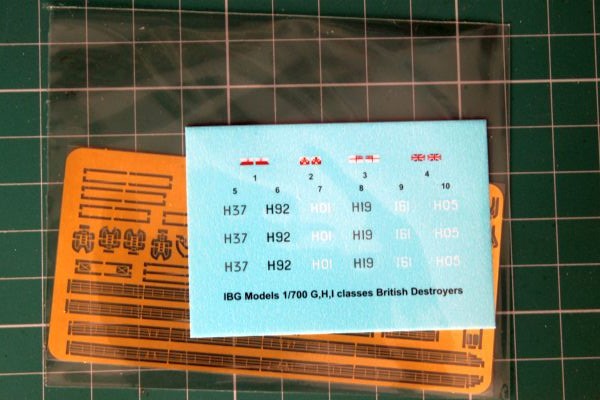 1 2 3 4
5 6 7 8 9 10
H37 H92 H01 H19 I61 H05
H37 H92 H01 H19 I61 H05
H37 H92 H01 H19 I61 H05
IBG Models 1/700 G,H,I classes British Destroyers